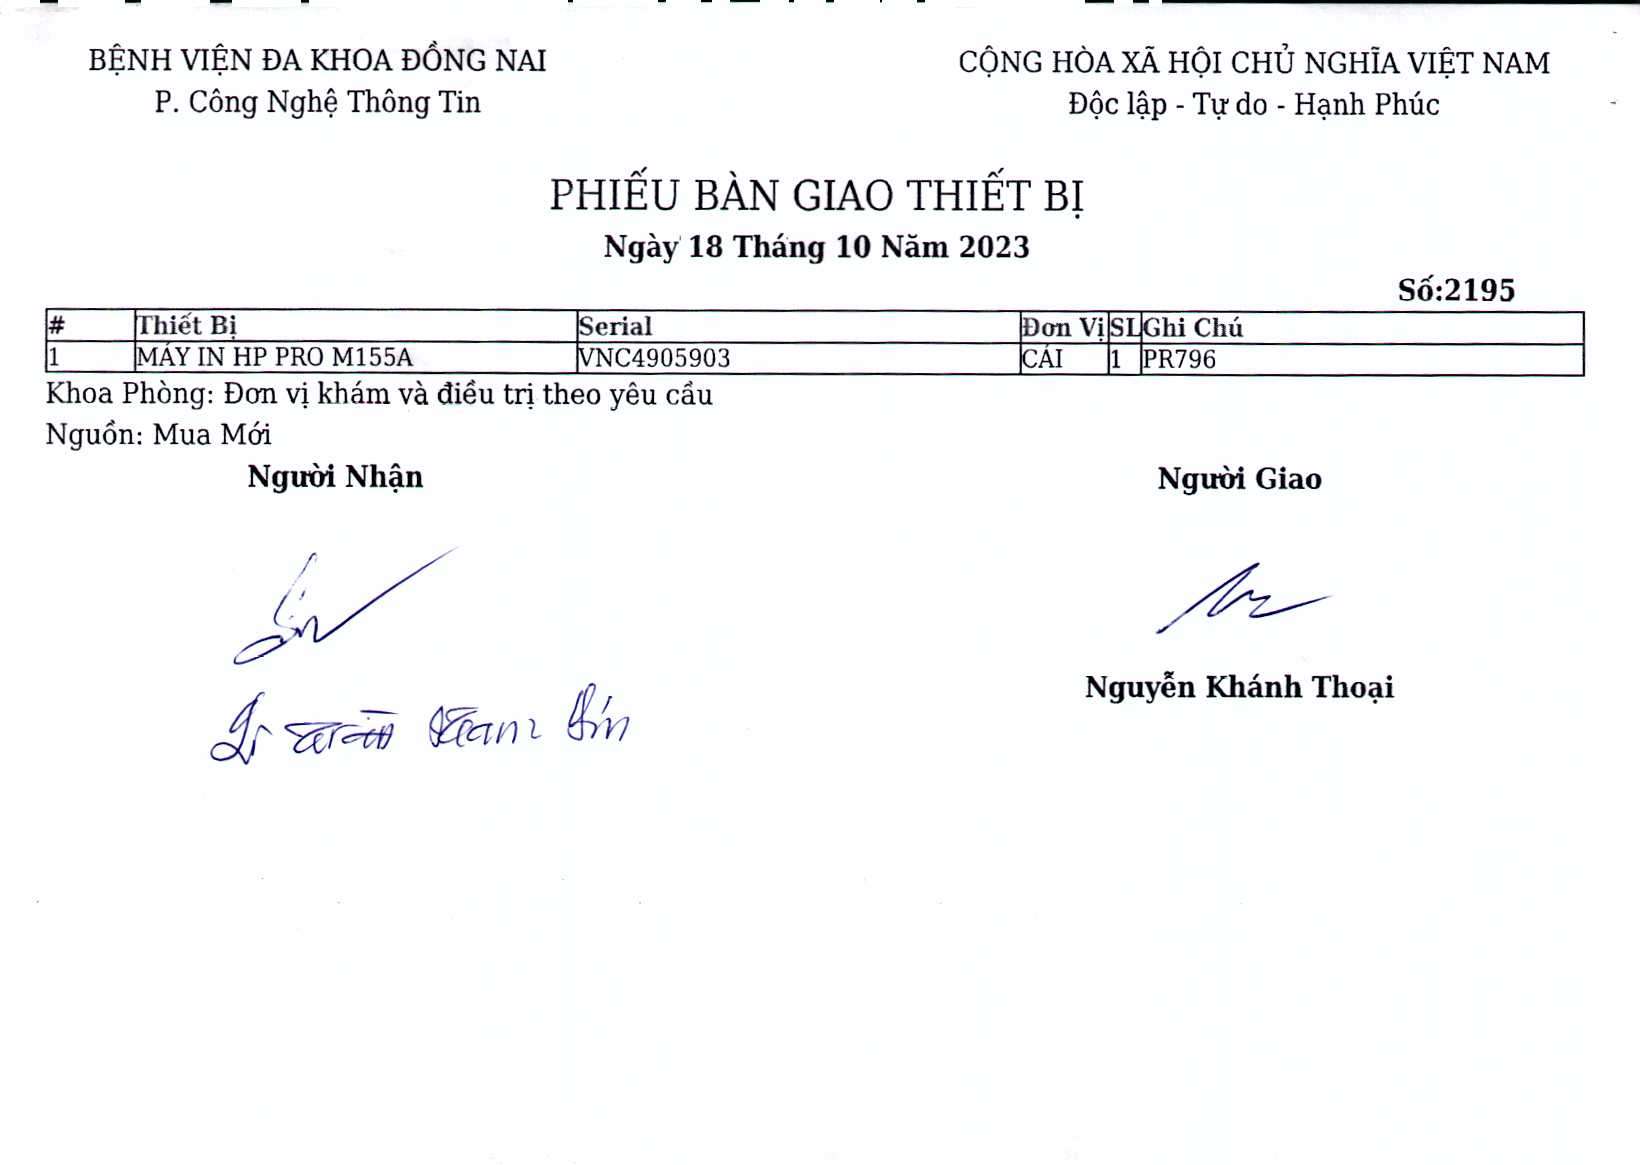 BỆNH VIỆN ĐA KHOA ĐỒNG NAI
P. Công Nghệ Thông Tin
CỘNG HÒA XÃ HỘI CHỦ NGHĨA VIỆT NAM
Độc lập - Tự do - Hạnh Phúc
PHIẾU BÀN GIAO THIẾT BỊ
Ngày 18 Tháng 10 Năm 2023
Số:2195
# Thiết Bị Serial Đơn Vị SL Ghi Chú
1 MÁY IN HP PRO M155A VNC4905903 CÁI 1 PR796
Khoa Phòng: Đơn vị khám và điều trị theo yêu cầu
Nguồn: Mua Mới
Người Nhận
Người Giao
Nguyễn Khánh Thoại